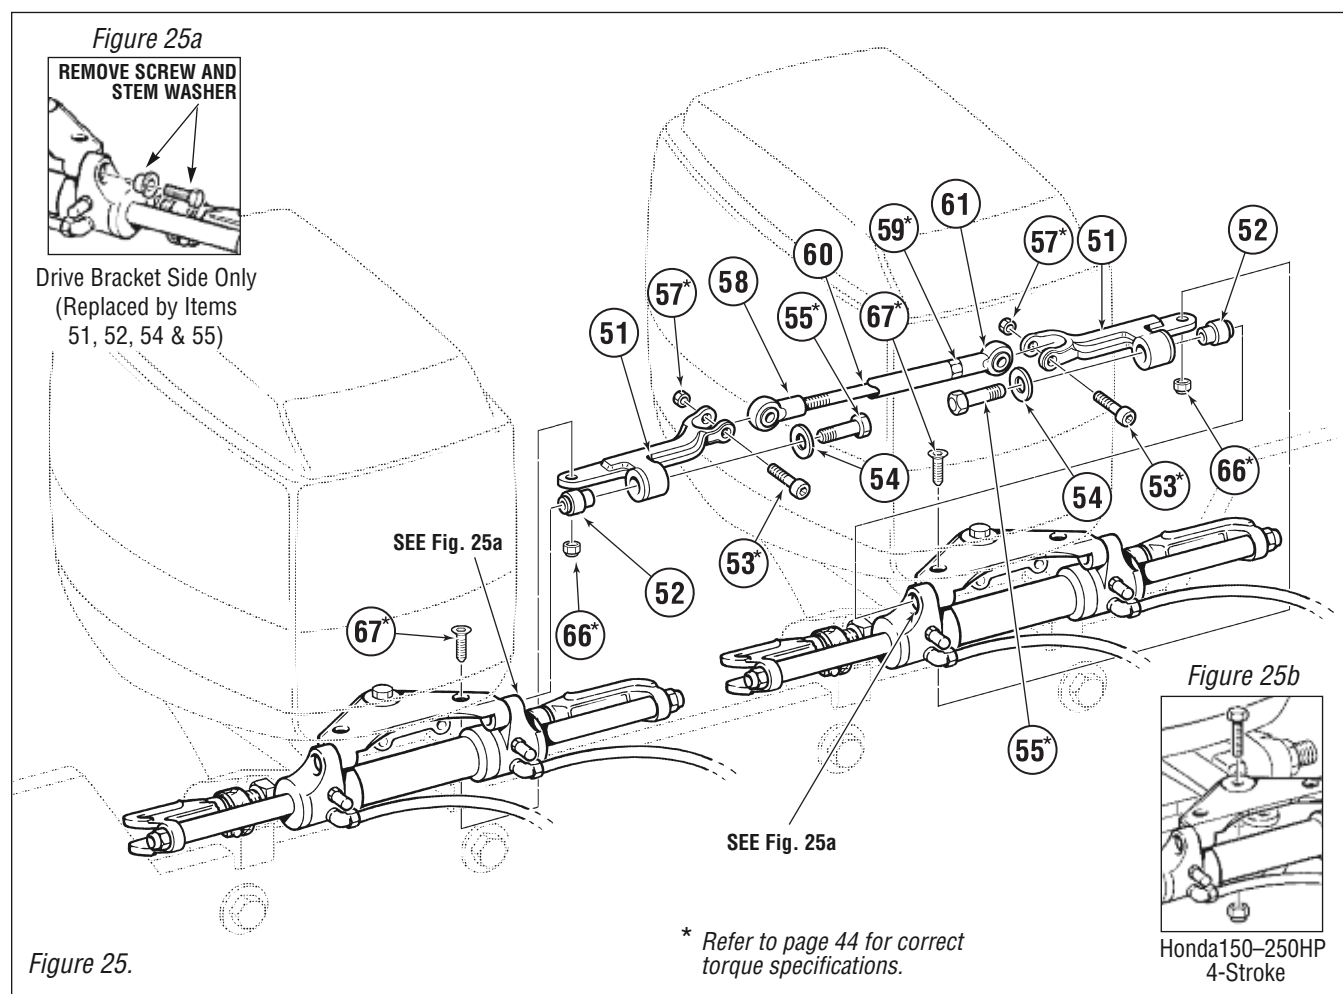 Figure 25a
REMOVE SCREW AND
STEM WASHER
Drive Bracket Side Only
(Replaced by Items
51, 52, 54 & 55)
61
59*
57*
51
52
60
58
55*
67*
57*
51
54
53*
66*
54
53*
SEE Fig. 25a
52
66*
67*
55*
SEE Fig. 25a
Figure 25b
Honda150–250HP
4-Stroke
* Refer to page 44 for correct
torque specifications.
Figure 25.